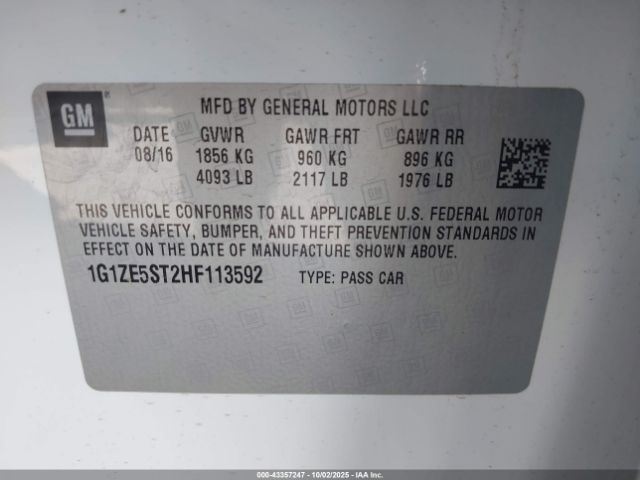 GM
MFD BY GENERAL MOTORS LLC
DATE GVWR GAWR FRT GAWR RR
08/16 1856 KG 960 KG 896 KG
4093 LB 2117 LB 1976 LB
THIS VEHICLE CONFORMS TO ALL APPLICABLE U.S. FEDERAL MOTOR
VEHICLE SAFETY, BUMPER, AND THEFT PREVENTION STANDARDS IN
EFFECT ON THE DATE OF MANUFACTURE SHOWN ABOVE.
1G1ZE5ST2HF113592 TYPE: PASS CAR
000-43357247 - 10/02/2025 - IAA Inc.